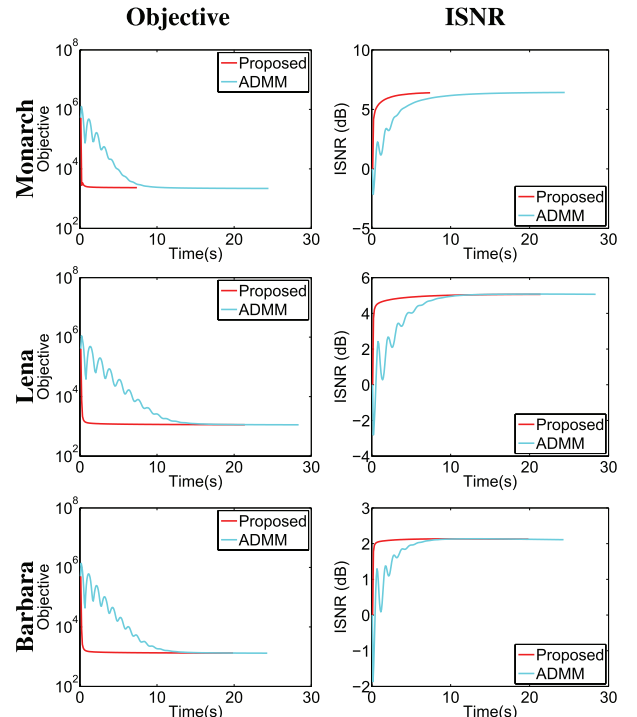 Objective
ISNR
Monarch
Objective
10^8
10^6
10^4
10^2
0
10
20
30
Time(s)
Proposed
ADMM
ISNR (dB)
10
5
0
−5
0
10
20
30
Time(s)
Proposed
ADMM
Lena
Objective
10^8
10^6
10^4
10^2
0
10
20
30
Time(s)
Proposed
ADMM
ISNR (dB)
6
4
2
0
−2
−4
0
10
20
30
Time(s)
Proposed
ADMM
Barbara
Objective
10^8
10^6
10^4
10^2
0
10
20
30
Time(s)
Proposed
ADMM
ISNR (dB)
3
2
1
0
−1
−2
0
10
20
30
Time(s)
Proposed
ADMM